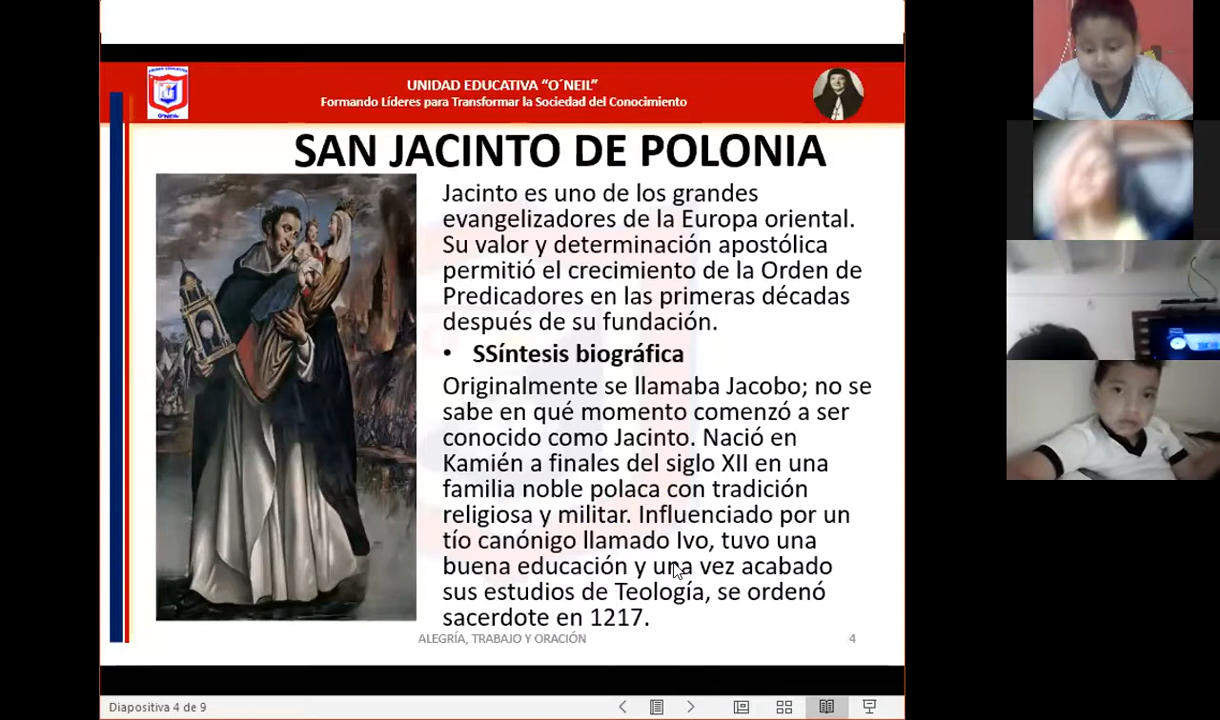 UNIDAD EDUCATIVA “O´NEIL”
Formando Líderes para Transformar la Sociedad del Conocimiento
O'NEIL
SAN JACINTO DE POLONIA
Jacinto es uno de los grandes
evangelizadores de la Europa oriental.
Su valor y determinación apostólica
permitió el crecimiento de la Orden de
Predicadores en las primeras décadas
después de su fundación.
• SSíntesis biográfica
Originalmente se llamaba Jacobo; no se
sabe en qué momento comenzó a ser
conocido como Jacinto. Nació en
Kamién a finales del siglo XII en una
familia noble polaca con tradición
religiosa y militar. Influenciado por un
tío canónigo llamado Ivo, tuvo una
buena educación y una vez acabado
sus estudios de Teología, se ordenó
sacerdote en 1217.
ALEGRÍA, TRABAJO Y ORACIÓN
4
Diapositiva 4 de 9